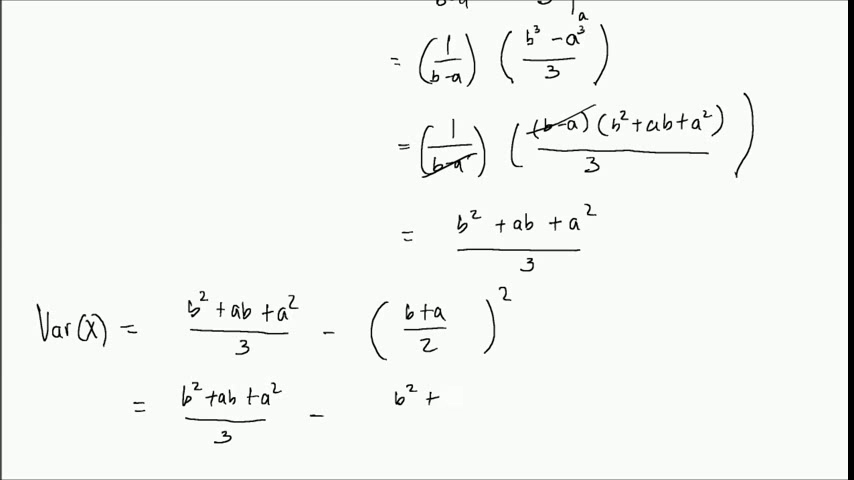 = (1/(b-a)) ((b³ - a³)/3)
= (1/(b-a)) ((b-a)(b² + ab + a²)/3)
= (b² + ab + a²)/3
Var(X) = (b² + ab + a²)/3 - ((b+a)/2)²
= (b² + ab + a²)/3 - b² +